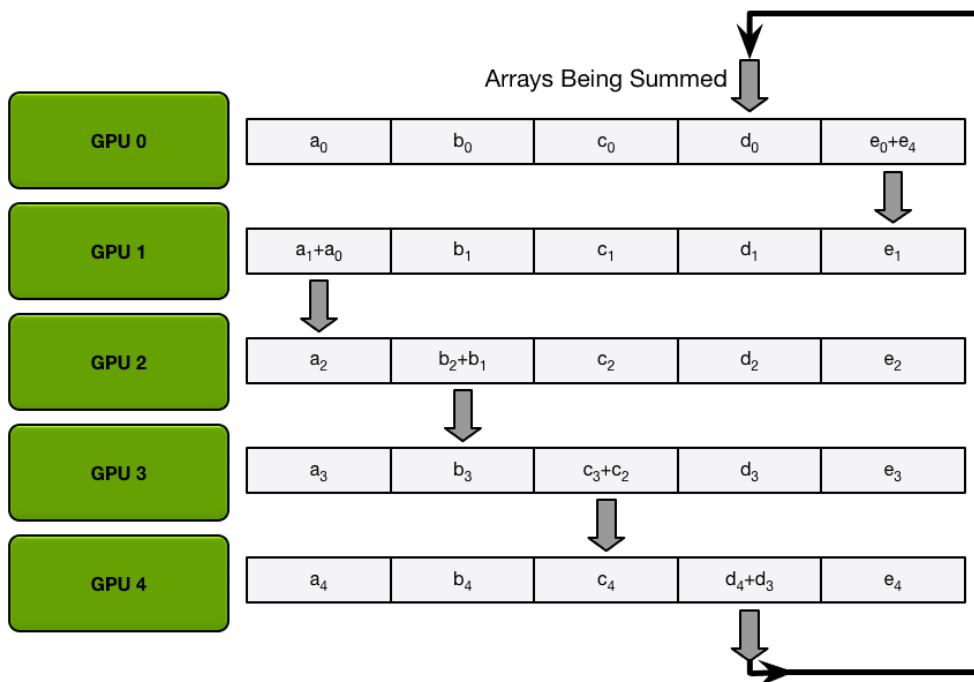 Arrays Being Summed
GPU 0 a₀ b₀ c₀ d₀ e₀+e₄
GPU 1 a₁+a₀ b₁ c₁ d₁ e₁
GPU 2 a₂ b₂+b₁ c₂ d₂ e₂
GPU 3 a₃ b₃ c₃+c₂ d₃ e₃
GPU 4 a₄ b₄ c₄ d₄+d₃ e₄